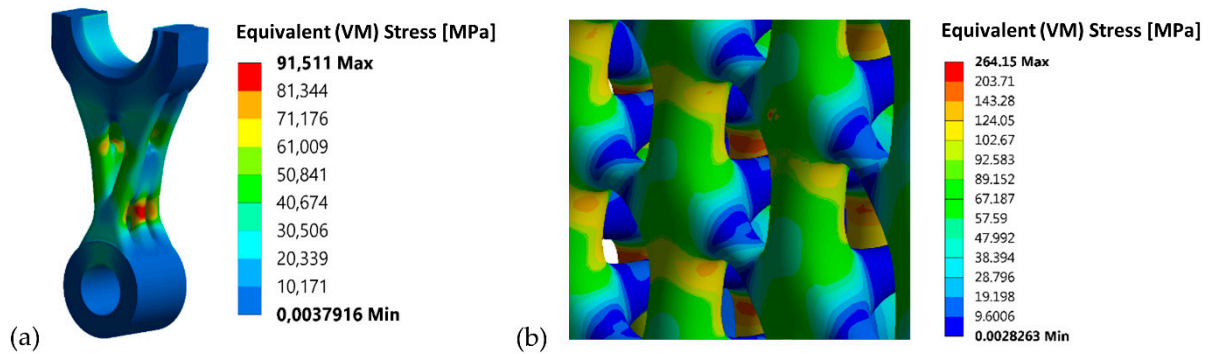 Equivalent (VM) Stress [MPa]
91,511 Max
81,344
71,176
61,009
50,841
40,674
30,506
20,339
10,171
0,0037916 Min
(a)
Equivalent (VM) Stress [MPa]
264.15 Max
203.71
143.28
124.05
102.67
92.583
89.152
67.187
57.59
47.992
38.394
28.796
19.198
9.6006
0.0028263 Min
(b)